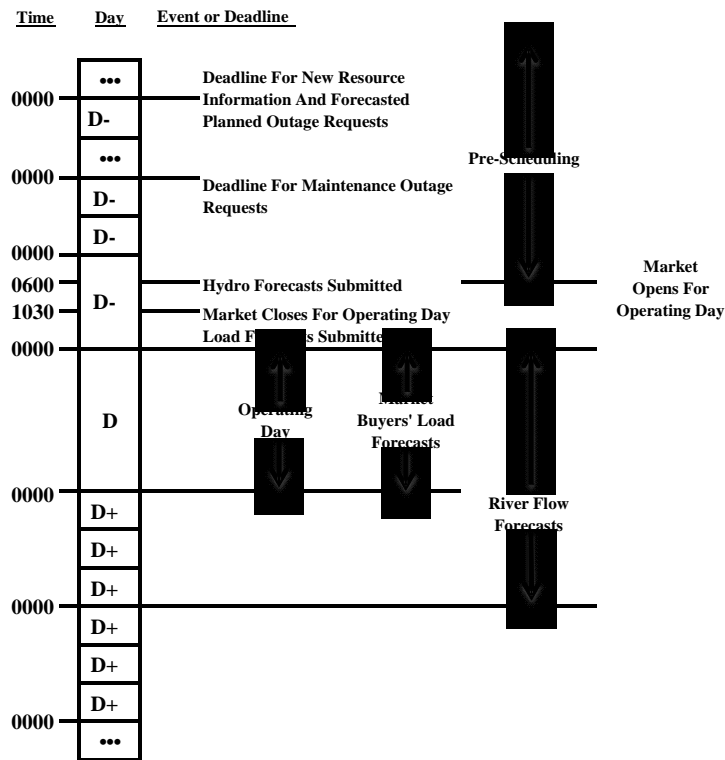 Time Day Event or Deadline
•••
Deadline For New Resource
0000
Information And Forecasted
D-
Planned Outage Requests
•••
Pre-Scheduling
0000
Deadline For Maintenance Outage
D-
Requests
D-
0000
0600
Hydro Forecasts Submitted
Market
Opens For
Operating Day
D-
1030
Market Closes For Operating Day
Load
0000
D
Operating
Day
Market
Buyers' Load
Forecasts
0000
D+
River Flow
Forecasts
D+
D+
0000
D+
D+
D+
0000
•••